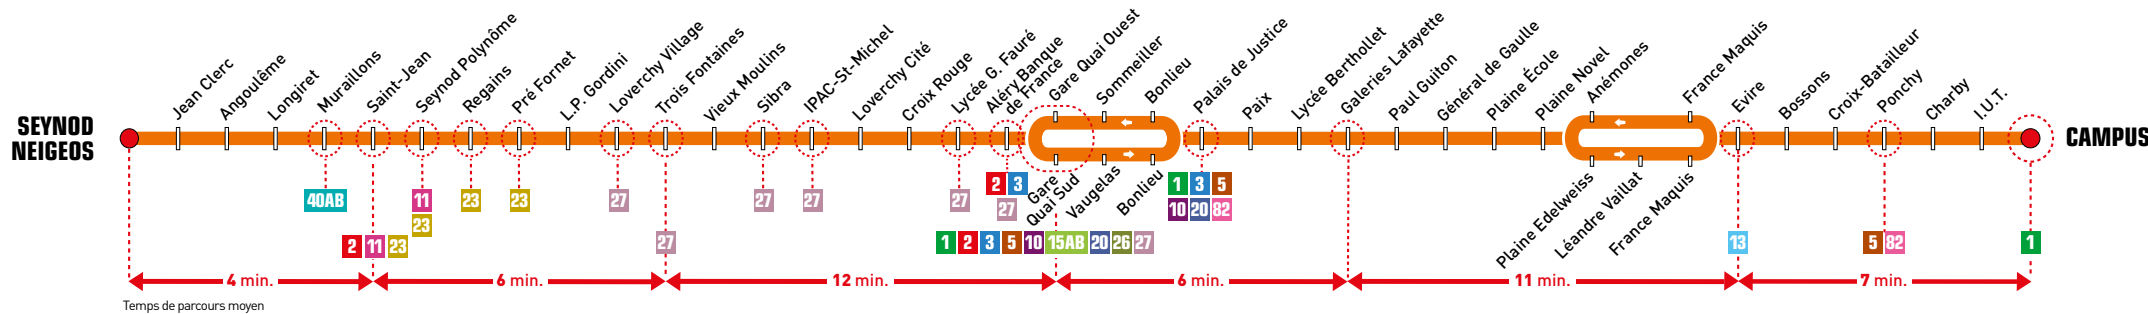 SEYNOD
NEIGEOS
Jean Clerc
Angoulême
Longiret
Muraillons
Saint-Jean
Seynod Polynôme
Regains
Pré Fornet
L.P. Gordini
Loverchy Village
Trois Fontaines
Vieux Moulins
Sibra
IPAC-St-Michel
Loverchy Cité
Croix Rouge
Lycée G. Fauré
Aléry Banque
de France
Gare Quai Ouest
Sommeiller
Bonlieu
Palais de Justice
Paix
Lycée Berthollet
Galeries Lafayette
Paul Guiton
Général de Gaulle
Plaine École
Plaine Novel
Anémones
France Maquis
Evire
Bossons
Croix-Batailleur
Ponchy
Charby
I.U.T.
CAMPUS
Gare
Quai Sud
Vaugelas
Bonlieu
Plaine Edelweiss
Léandre Vaillat
France Maquis
40AB
2 11 23
11
23
23
23
27
27
27
27
27
2 3
27
1 2 3 5 10 15AB 20 26 27
1 3 5
10 20 82
13
5 82
1
4 min.
6 min.
12 min.
6 min.
11 min.
7 min.
Temps de parcours moyen